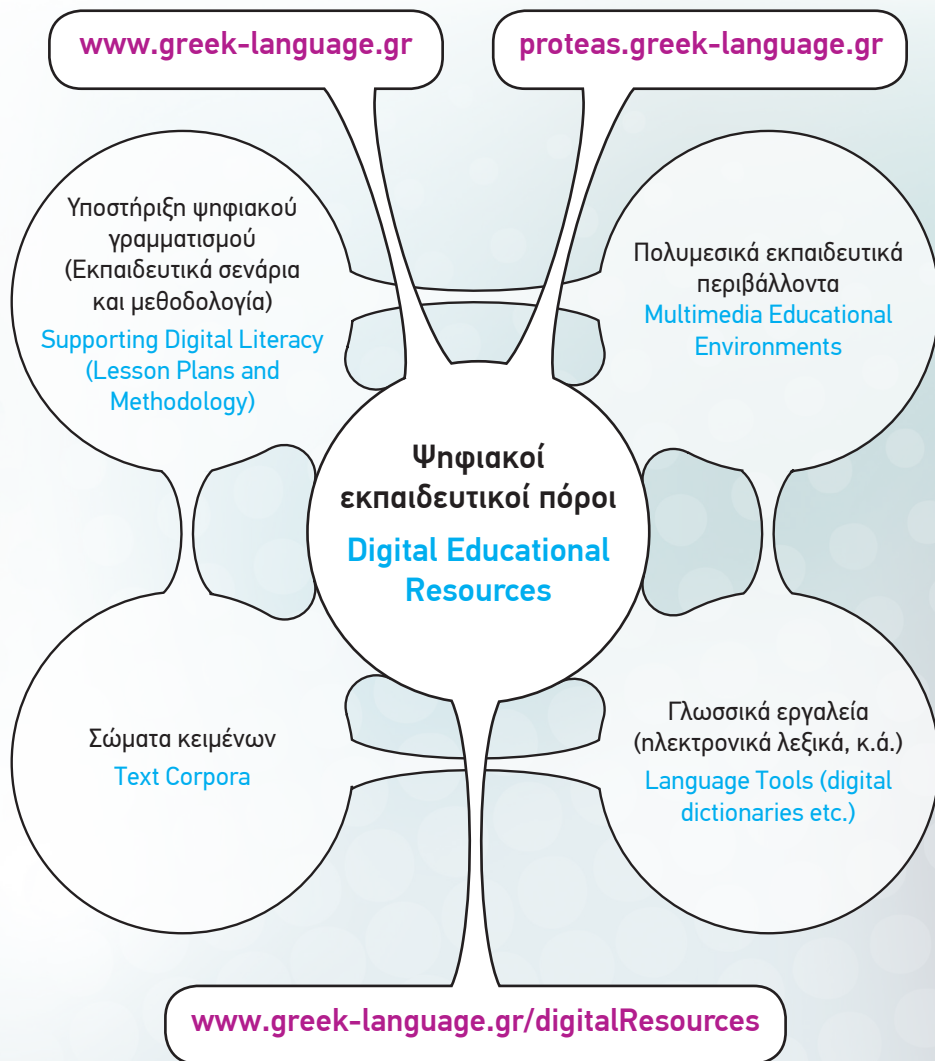 www.greek-language.gr
proteas.greek-language.gr
Υποστήριξη ψηφιακού
γραμματισμού
(Εκπαιδευτικά σενάρια
και μεθοδολογία)
Supporting Digital Literacy
(Lesson Plans and
Methodology)
Πολυμεσικά εκπαιδευτικά
περιβάλλοντα
Multimedia Educational
Environments
Ψηφιακοί
εκπαιδευτικοί πόροι
Digital Educational
Resources
Σώματα κειμένων
Text Corpora
Γλωσσικά εργαλεία
(ηλεκτρονικά λεξικά, κ.ά.)
Language Tools (digital
dictionaries etc.)
www.greek-language.gr/digitalResources